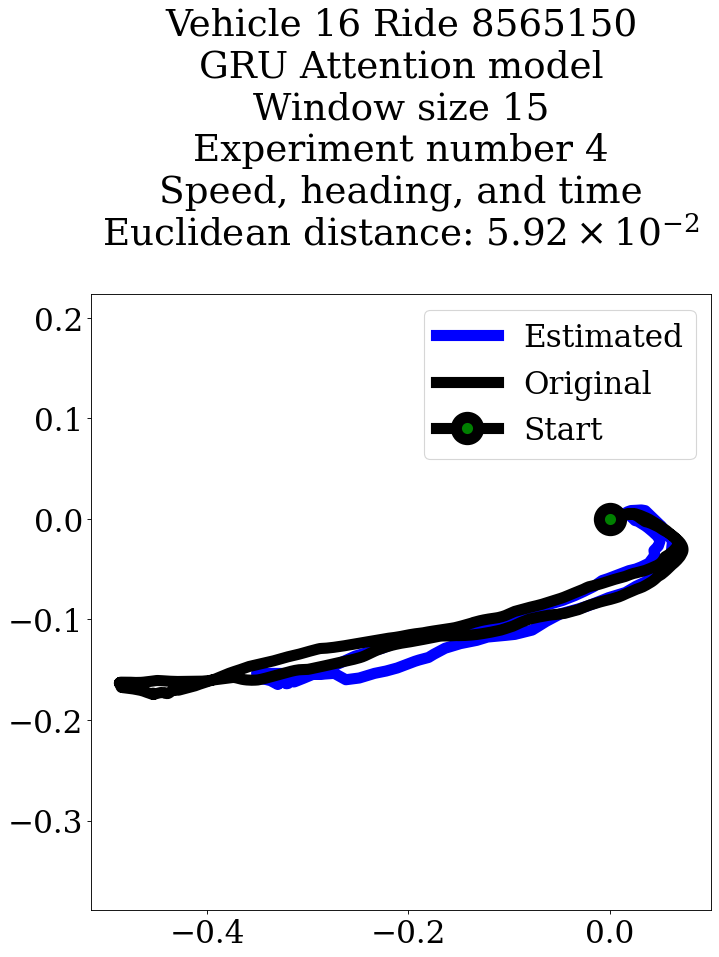 Vehicle 16 Ride 8565150
GRU Attention model
Window size 15
Experiment number 4
Speed, heading, and time
Euclidean distance: 5.92 × 10⁻²
Estimated
Original
Start
0.2
0.1
0.0
−0.1
−0.2
−0.3
−0.4
−0.2
0.0